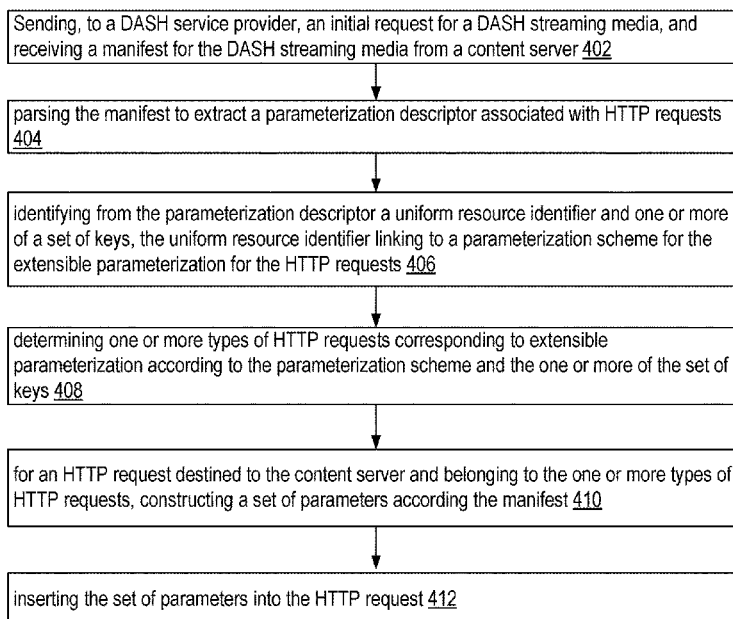 Sending, to a DASH service provider, an initial request for a DASH streaming media, and
receiving a manifest for the DASH streaming media from a content server 402
parsing the manifest to extract a parameterization descriptor associated with HTTP requests
404
identifying from the parameterization descriptor a uniform resource identifier and one or more
of a set of keys, the uniform resource identifier linking to a parameterization scheme for the
extensible parameterization for the HTTP requests 406
determining one or more types of HTTP requests corresponding to extensible
parameterization according to the parameterization scheme and the one or more of the set of
keys 408
for an HTTP request destined to the content server and belonging to the one or more types of
HTTP requests, constructing a set of parameters according the manifest 410
inserting the set of parameters into the HTTP request 412